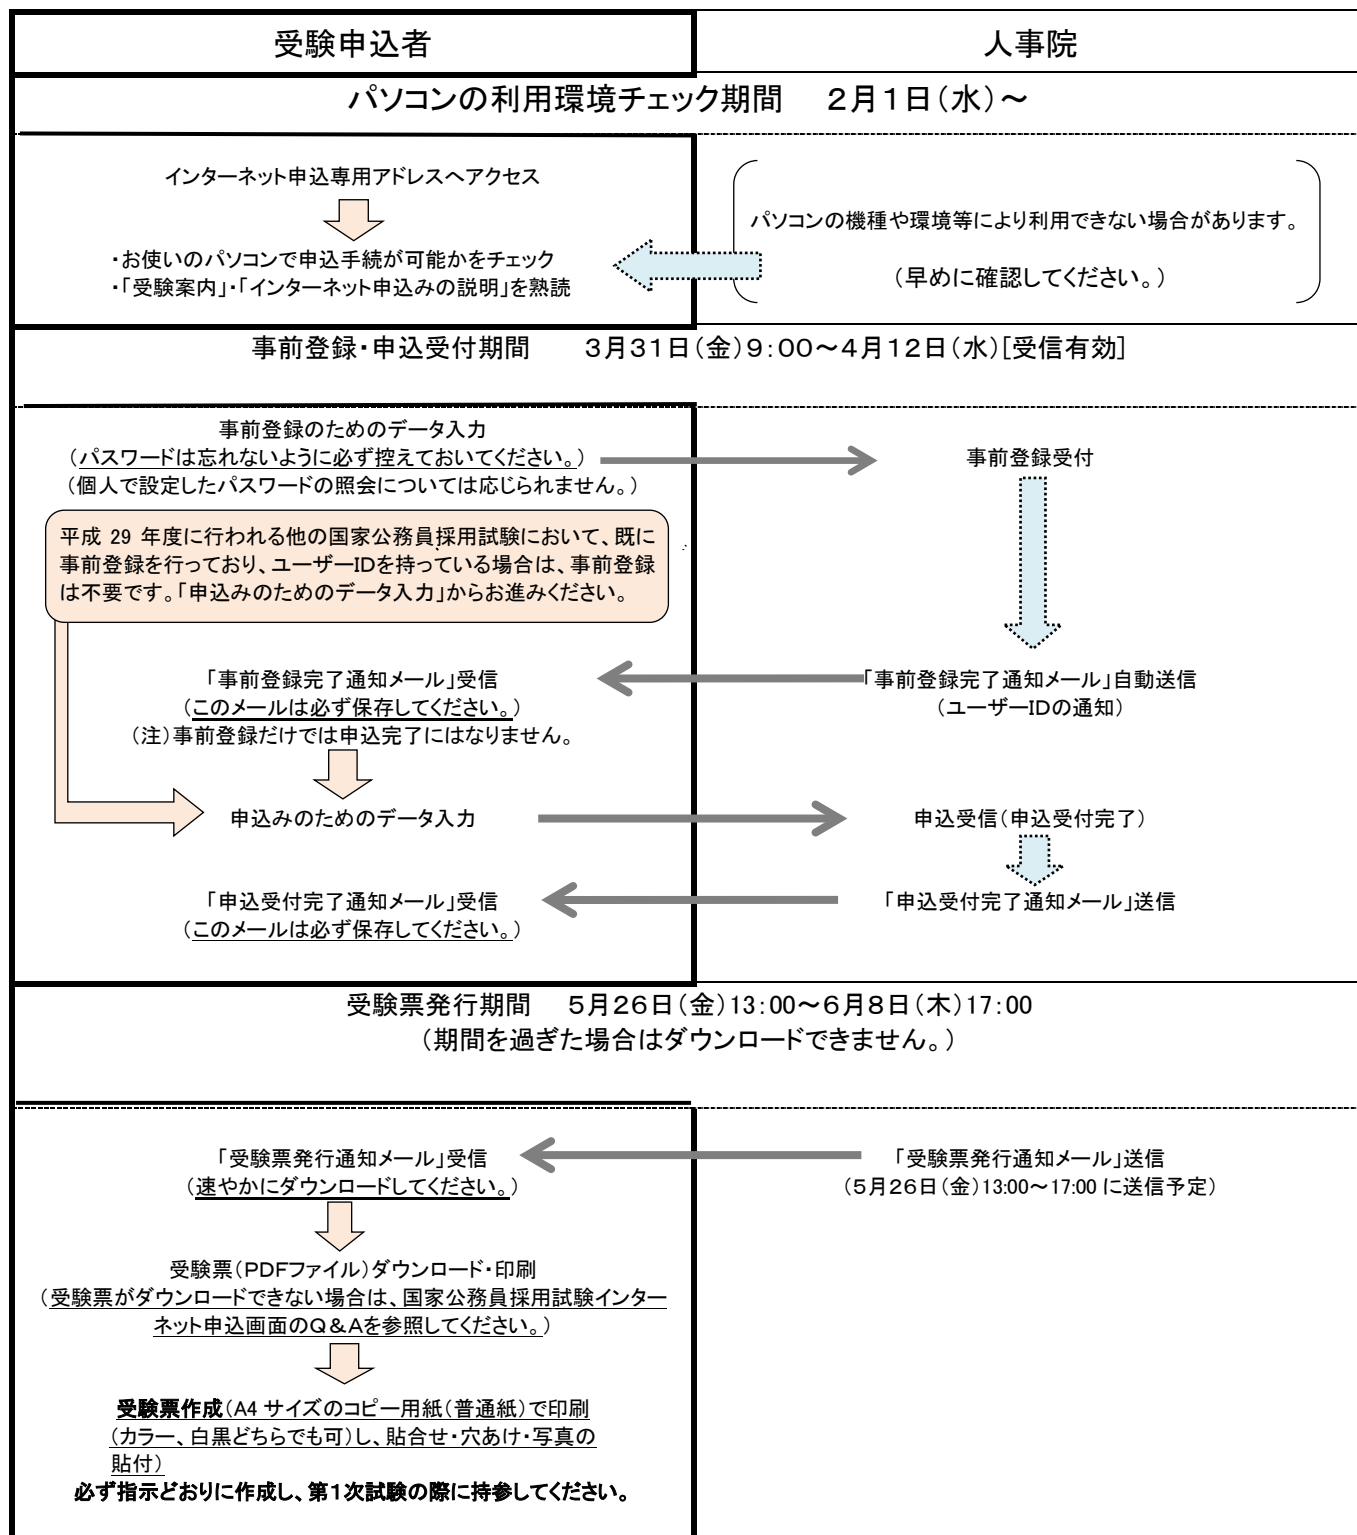 受験申込者
人事院
パソコンの利用環境チェック期間　２月１日（水）～
インターネット申込専用アドレスへアクセス
・お使いのパソコンで申込手続が可能かをチェック
・「受験案内」・「インターネット申込みの説明」を熟読
パソコンの機種や環境等により利用できない場合があります。
（早めに確認してください。）
事前登録・申込受付期間　３月３１日（金）９：００～４月１２日（水）［受信有効］
事前登録のためのデータ入力
（パスワードは忘れないように必ず控えておいてください。）
（個人で設定したパスワードの照会については応じられません。）
事前登録受付
平成 29 年度に行われる他の国家公務員採用試験において、既に
事前登録を行っており、ユーザーIDを持っている場合は、事前登録
は不要です。「申込みのためのデータ入力」からお進みください。
「事前登録完了通知メール」受信
（このメールは必ず保存してください。）
（注）事前登録だけでは申込完了にはなりません。
「事前登録完了通知メール」自動送信
（ユーザーIDの通知）
申込みのためのデータ入力
申込受信（申込受付完了）
「申込受付完了通知メール」受信
（このメールは必ず保存してください。）
「申込受付完了通知メール」送信
受験票発行期間　５月２６日（金）13：00～６月８日（木）17：00
（期間を過ぎた場合はダウンロードできません。）
「受験票発行通知メール」受信
（速やかにダウンロードしてください。）
「受験票発行通知メール」送信
（５月２６日（金）13:00～17:00 に送信予定）
受験票（PDFファイル）ダウンロード・印刷
（受験票がダウンロードできない場合は、国家公務員採用試験インター
ネット申込画面のＱ＆Ａを参照してください。）
受験票作成（A4 サイズのコピー用紙（普通紙）で印刷
（カラー、白黒どちらでも可）し、貼合せ・穴あけ・写真の
貼付）
必ず指示どおりに作成し、第１次試験の際に持参してください。